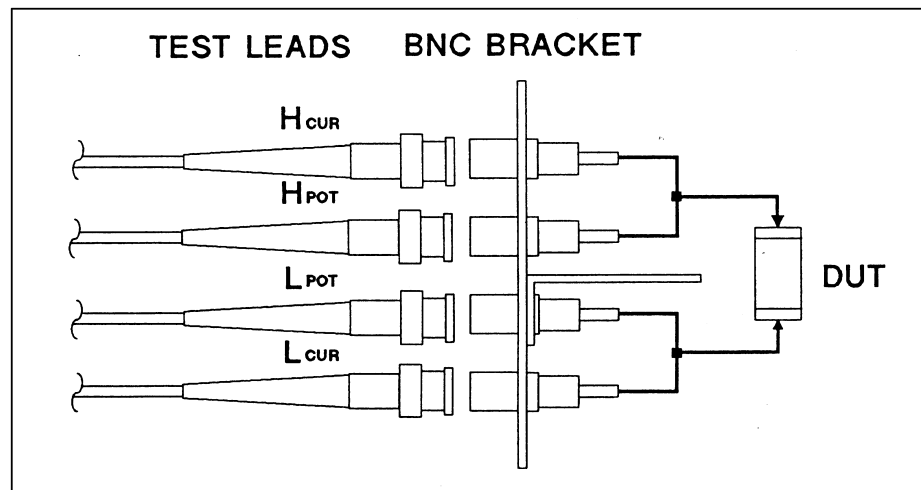 TEST LEADS BNC BRACKET
HCUR
HPOT
LPOT
DUT
LCUR